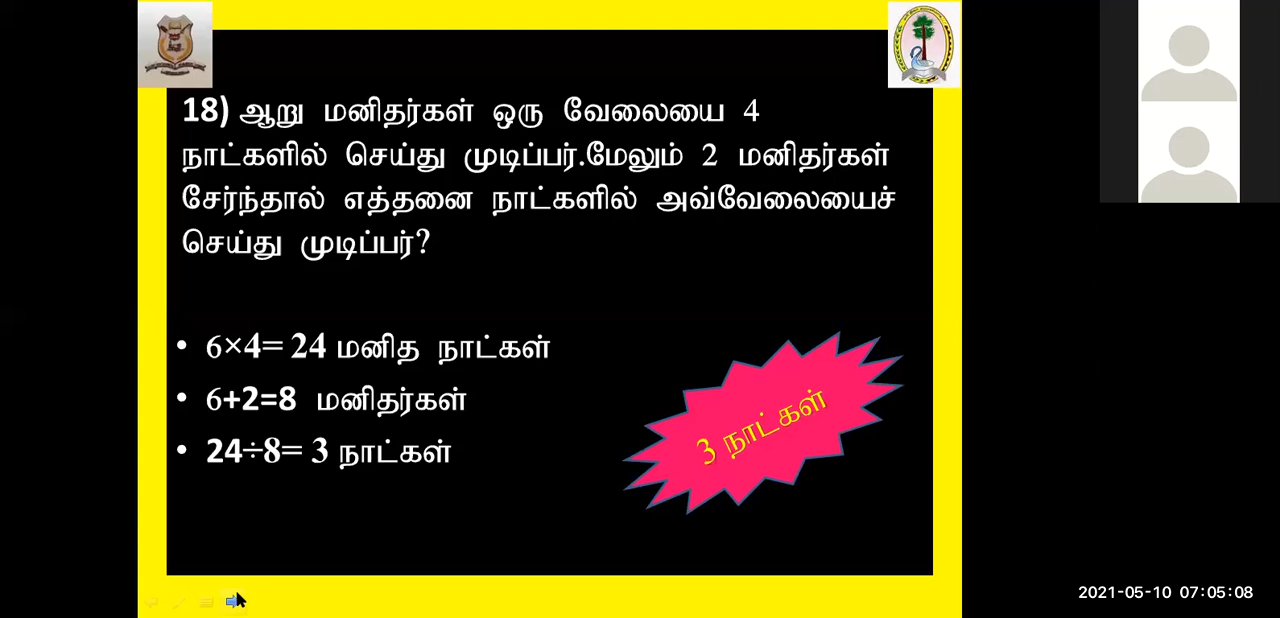 18) ஆறு மனிதர்கள் ஒரு வேலையை 4
நாட்களில் செய்து முடிப்பர்.மேலும் 2 மனிதர்கள்
சேர்ந்தால் எத்தனை நாட்களில் அவ்வேலையைச்
செய்து முடிப்பர்?
• 6×4= 24 மனித நாட்கள்
• 6+2=8 மனிதர்கள்
• 24÷8= 3 நாட்கள்
3 நாட்கள்
2021-05-10 07:05:08